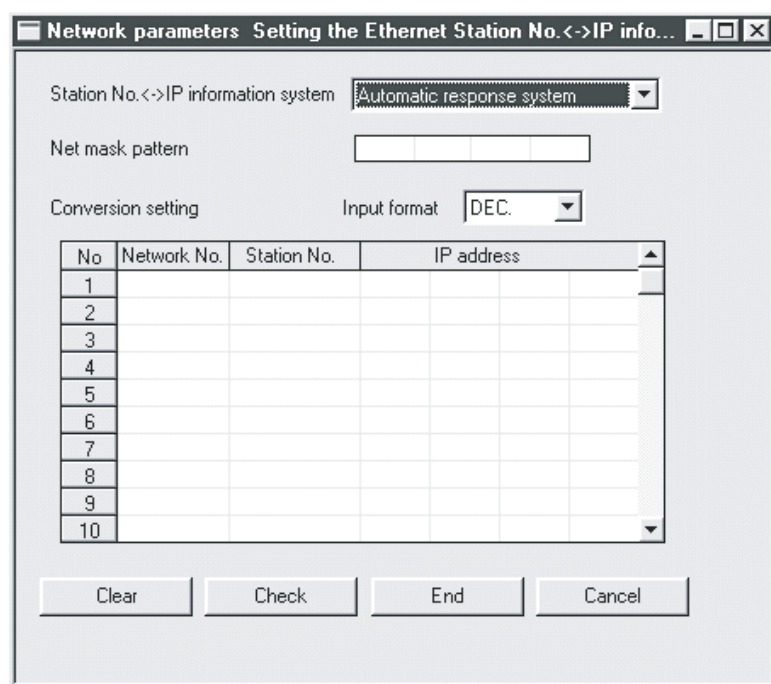 Network parameters Setting the Ethernet Station No.<->IP info...
Station No.<->IP information system Automatic response system
Net mask pattern
Conversion setting Input format DEC.
No Network No. Station No. IP address
1
2
3
4
5
6
7
8
9
10
Clear Check End Cancel